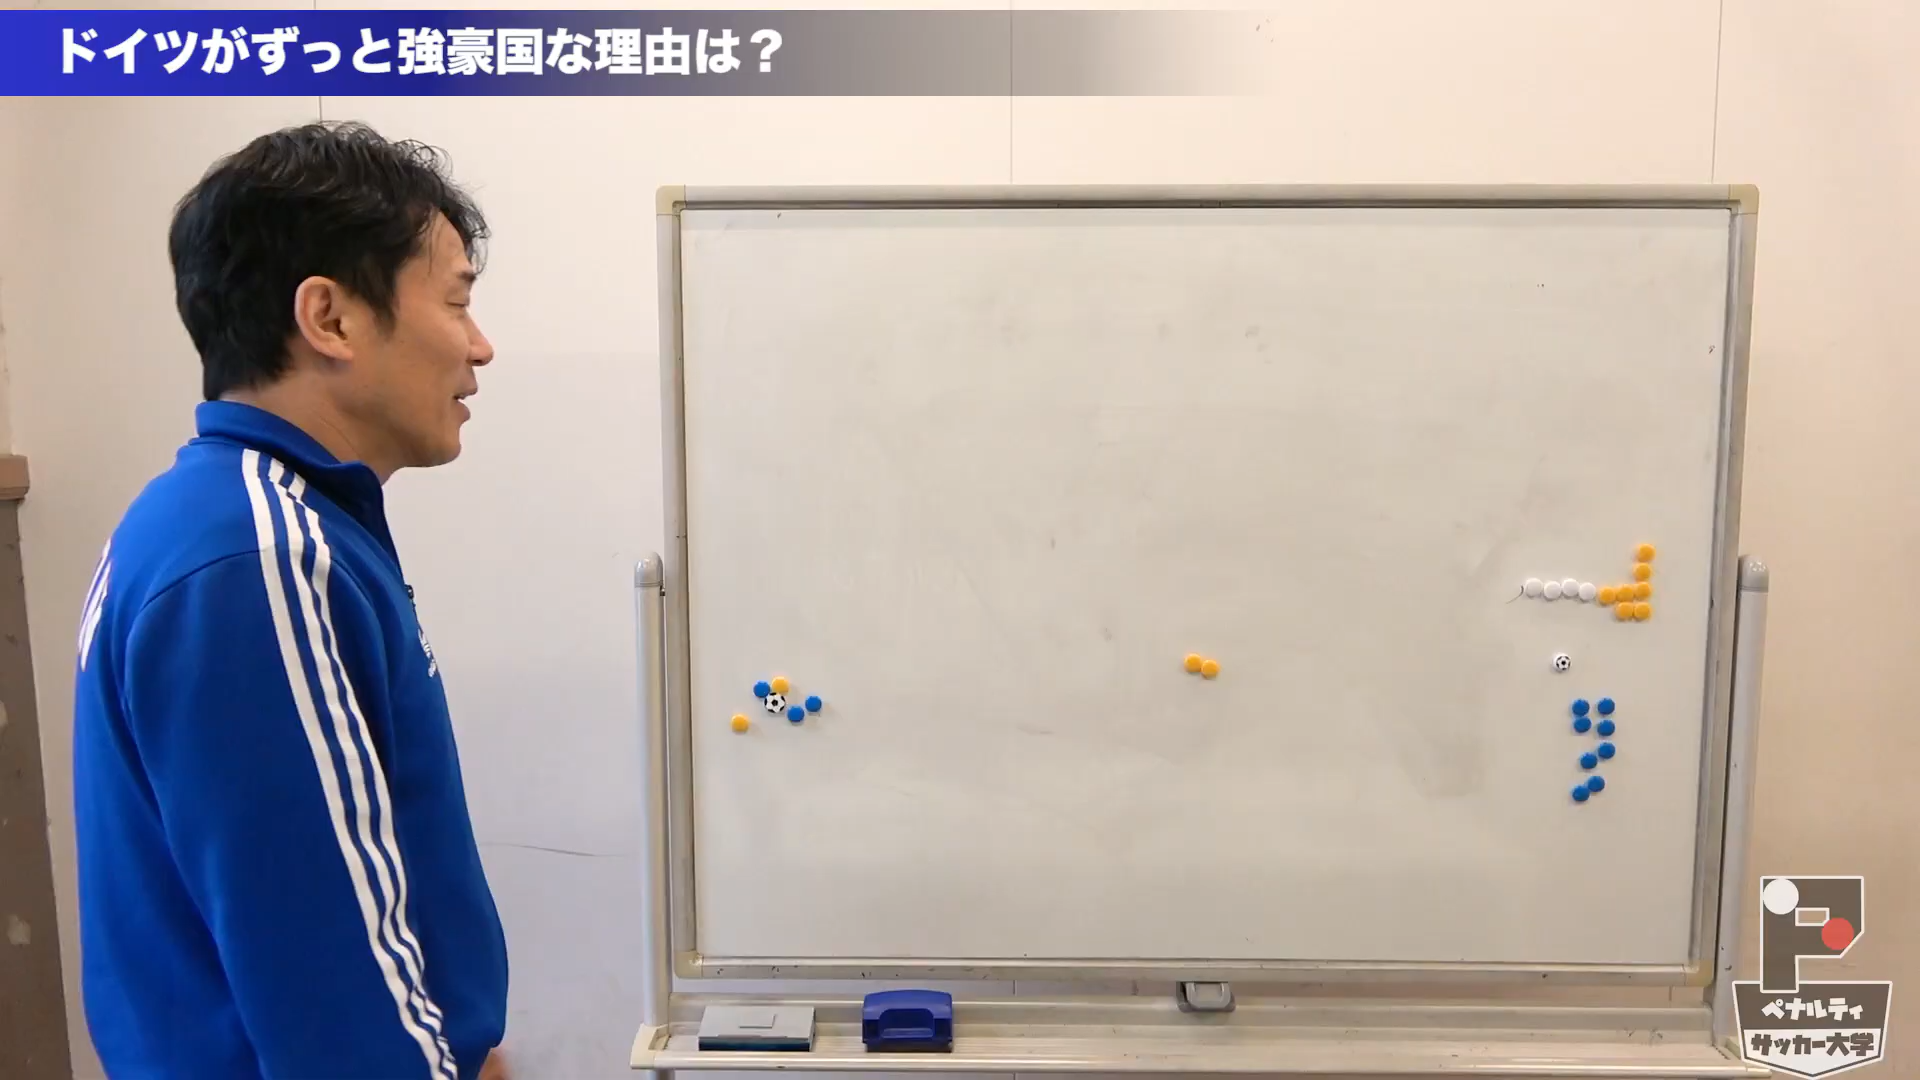 ドイツがずっと強豪国な理由は？
ペナルティ
サッカー大学